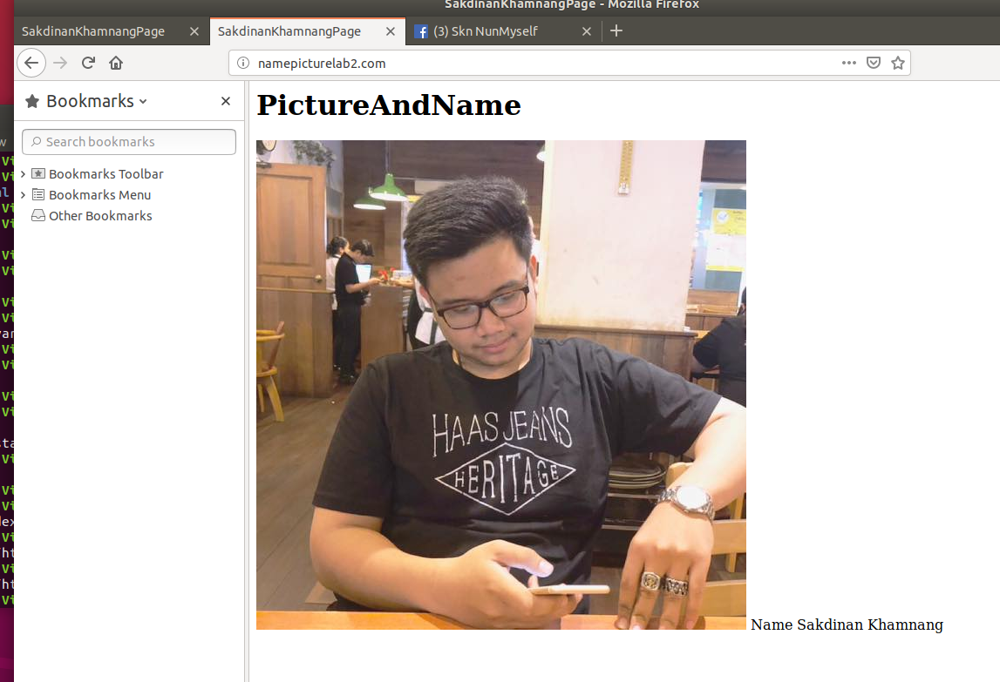 SakdinanKhamnangPage - Mozilla Firefox
SakdinanKhamnangPage
SakdinanKhamnangPage
(3) Skn NunMyself
namepicturelab2.com
Bookmarks
Search bookmarks
Bookmarks Toolbar
Bookmarks Menu
Other Bookmarks
PictureAndName
HAAS JEANS
HERITAGE
Name Sakdinan Khamnang